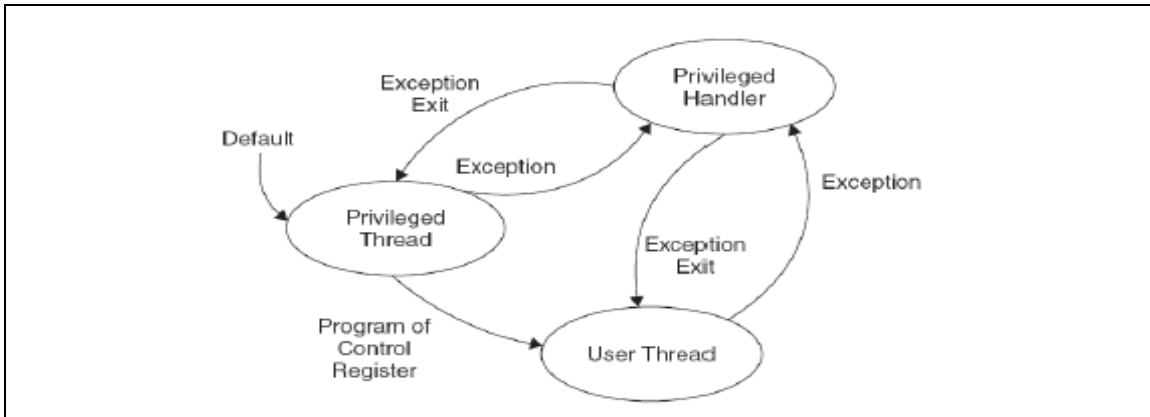 Privileged
Handler
Exception
Exit
Default
Exception
Exception
Privileged
Thread
Exception
Exit
Program of
Control
Register
User Thread